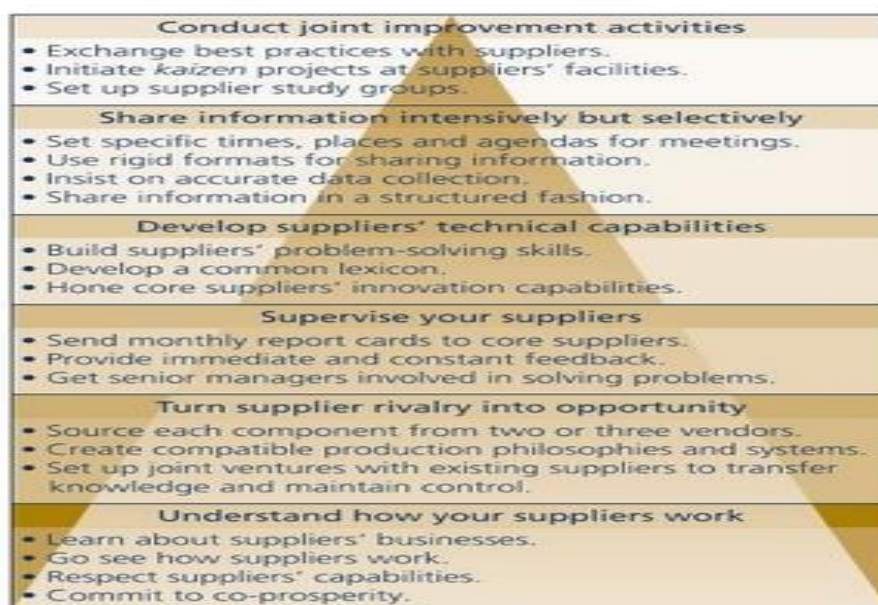 Conduct joint improvement activities
• Exchange best practices with suppliers.
• Initiate kaizen projects at suppliers' facilities.
• Set up supplier study groups.
Share information intensively but selectively
• Set specific times, places and agendas for meetings.
• Use rigid formats for sharing information.
• Insist on accurate data collection.
• Share information in a structured fashion.
Develop suppliers' technical capabilities
• Build suppliers' problem-solving skills.
• Develop a common lexicon.
• Hone core suppliers' innovation capabilities.
Supervise your suppliers
• Send monthly report cards to core suppliers.
• Provide immediate and constant feedback.
• Get senior managers involved in solving problems.
Turn supplier rivalry into opportunity
• Source each component from two or three vendors.
• Create compatible production philosophies and systems.
• Set up joint ventures with existing suppliers to transfer
knowledge and maintain control.
Understand how your suppliers work
• Learn about suppliers' businesses.
• Go see how suppliers work.
• Respect suppliers' capabilities.
• Commit to co-prosperity.